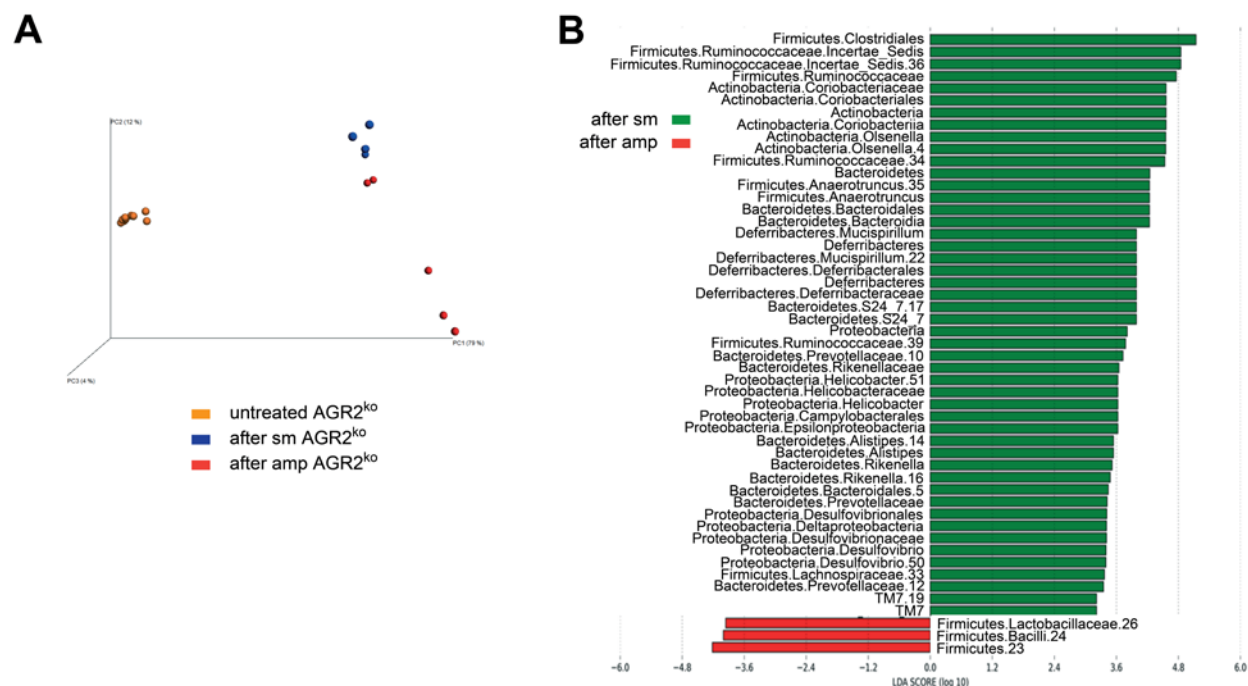 A
PC2 (12 %)
PC1 (79 %)
PC3 (4 %)
untreated AGR2ko
after sm AGR2ko
after amp AGR2ko
B
after sm
after amp
Firmicutes.Clostridiales
Firmicutes.Ruminococcaceae.Incertae_Sedis
Firmicutes.Ruminococcaceae.Incertae_Sedis.36
Firmicutes.Ruminococcaceae
Actinobacteria.Coriobacteriaceae
Actinobacteria.Coriobacteriales
Actinobacteria
Actinobacteria.Coriobacteriia
Actinobacteria.Olsenella
Actinobacteria.Olsenella.4
Firmicutes.Ruminococcaceae.34
Bacteroidetes
Firmicutes.Anaerotruncus.35
Firmicutes.Anaerotruncus
Bacteroidetes.Bacteroidales
Bacteroidetes.Bacteroidia
Deferribacteres.Mucispirillum
Deferribacteres
Deferribacteres.Mucispirillum.22
Deferribacteres.Deferribacterales
Deferribacteres
Deferribacteres.Deferribacteraceae
Bacteroidetes.S24_7.17
Bacteroidetes.S24_7
Proteobacteria
Firmicutes.Ruminococcaceae.39
Bacteroidetes.Prevotellaceae.10
Bacteroidetes.Rikenellaceae
Proteobacteria.Helicobacter.51
Proteobacteria.Helicobacteraceae
Proteobacteria.Helicobacter
Proteobacteria.Campylobacterales
Proteobacteria.Epsilonproteobacteria
Bacteroidetes.Alistipes.14
Bacteroidetes.Alistipes
Bacteroidetes.Rikenella
Bacteroidetes.Rikenella.16
Bacteroidetes.Bacteroidales.5
Bacteroidetes.Prevotellaceae
Proteobacteria.Desulfovibrionales
Proteobacteria.Deltaproteobacteria
Proteobacteria.Desulfovibrionaceae
Proteobacteria.Desulfovibrio
Proteobacteria.Desulfovibrio.50
Firmicutes.Lachnospiraceae.33
Bacteroidetes.Prevotellaceae.12
TM7.19
TM7
Firmicutes.Lactobacillaceae.26
Firmicutes.Bacilli.24
Firmicutes.23
-6.0 -4.8 -3.6 -2.4 -1.2 0.0 1.2 2.4 3.6 4.8 6.0
LDA SCORE (log 10)